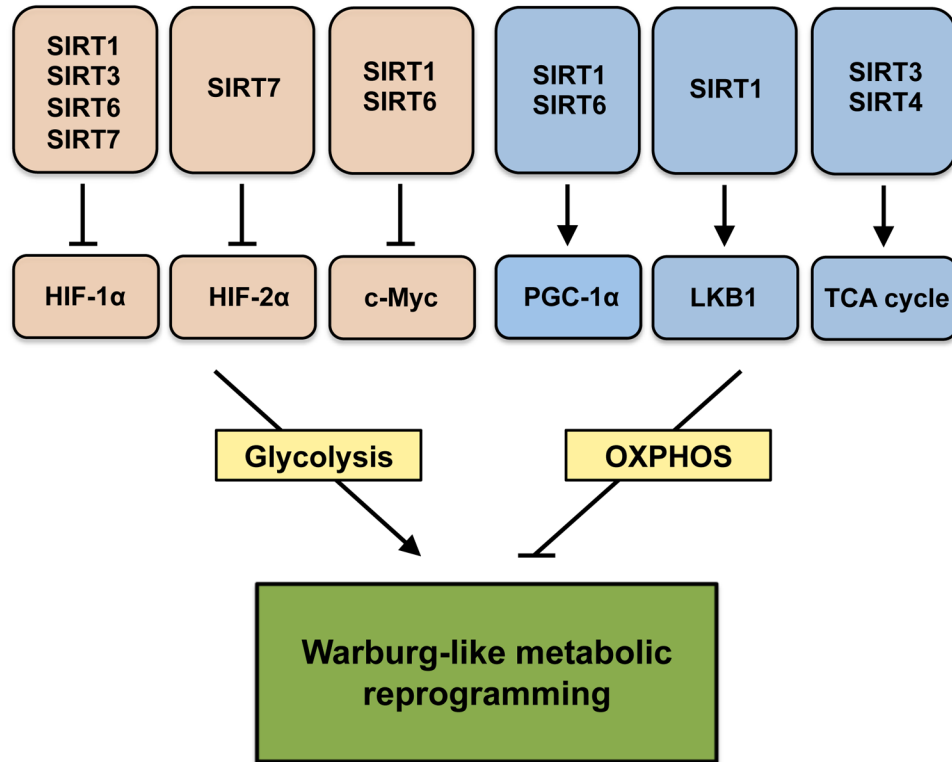 SIRT1
SIRT3
SIRT6
SIRT7
SIRT7
SIRT1
SIRT6
SIRT1
SIRT6
SIRT1
SIRT3
SIRT4
HIF-1α
HIF-2α
c-Myc
PGC-1α
LKB1
TCA cycle
Glycolysis
OXPHOS
Warburg-like metabolic
reprogramming